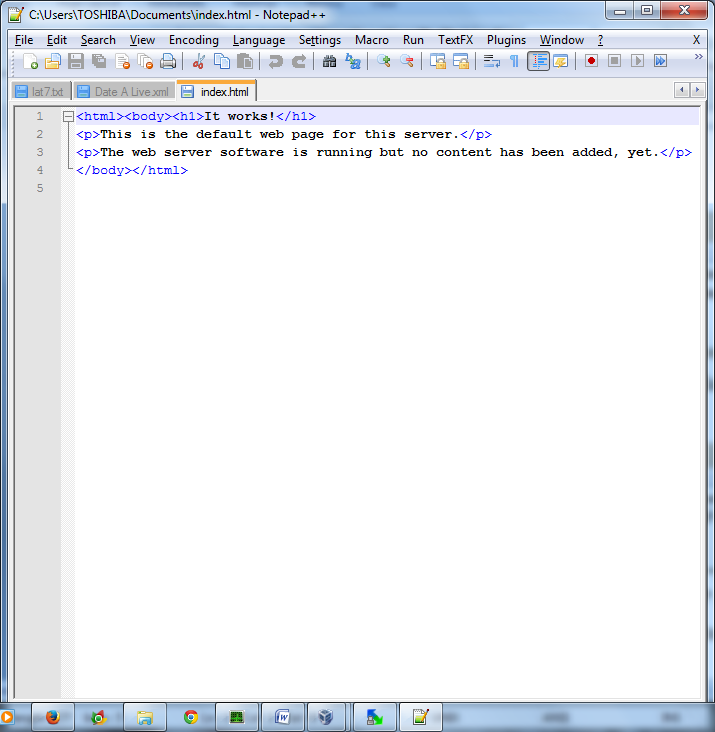 C:\Users\TOSHIBA\Documents\index.html - Notepad++
File Edit Search View Encoding Language Settings Macro Run TextFX Plugins Window ? X
lat7.txt Date A Live.xml index.html
1 <html><body><h1>It works!</h1>
2 <p>This is the default web page for this server.</p>
3 <p>The web server software is running but no content has been added, yet.</p>
4 </body></html>
5